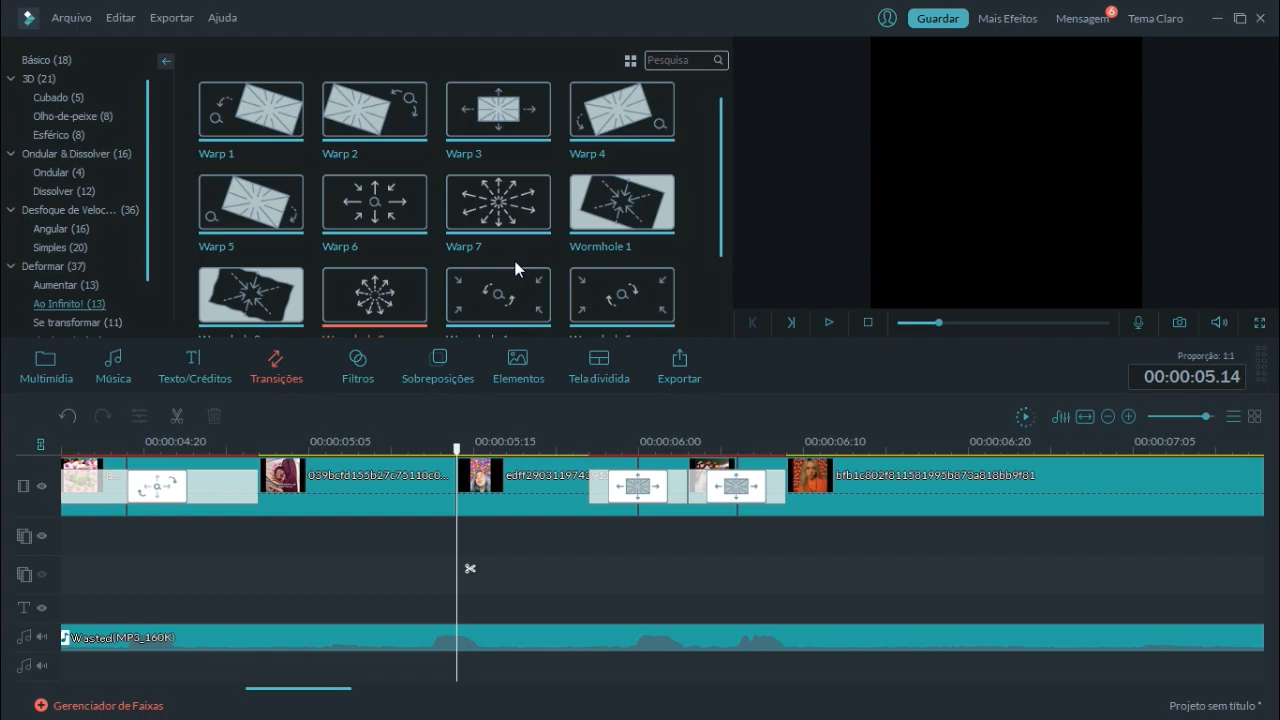 Arquivo Editar Exportar Ajuda
Guardar Mais Efeitos Mensagem 6 Tema Claro
Básico (18)
3D (21)
Cubado (5)
Olho-de-peixe (8)
Esférico (8)
Ondular & Dissolver (16)
Ondular (4)
Dissolver (12)
Desfoque de Veloc... (36)
Angular (16)
Simples (20)
Deformar (37)
Aumentar (13)
Ao Infinito! (13)
Se transformar (11)
Pesquisa
Warp 1 Warp 2 Warp 3 Warp 4
Warp 5 Warp 6 Warp 7 Wormhole 1
Multimídia Música Texto/Créditos Transições Filtros Sobreposições Elementos Tela dividida Exportar
Proporção: 1:1
00:00:05.14
00:00:04:20 00:00:05:05 00:00:05:15 00:00:06:00 00:00:06:10 00:00:06:20 00:00:07:05
Wasted(MP3_160K)
Gerenciador de Faixas
Projeto sem título *